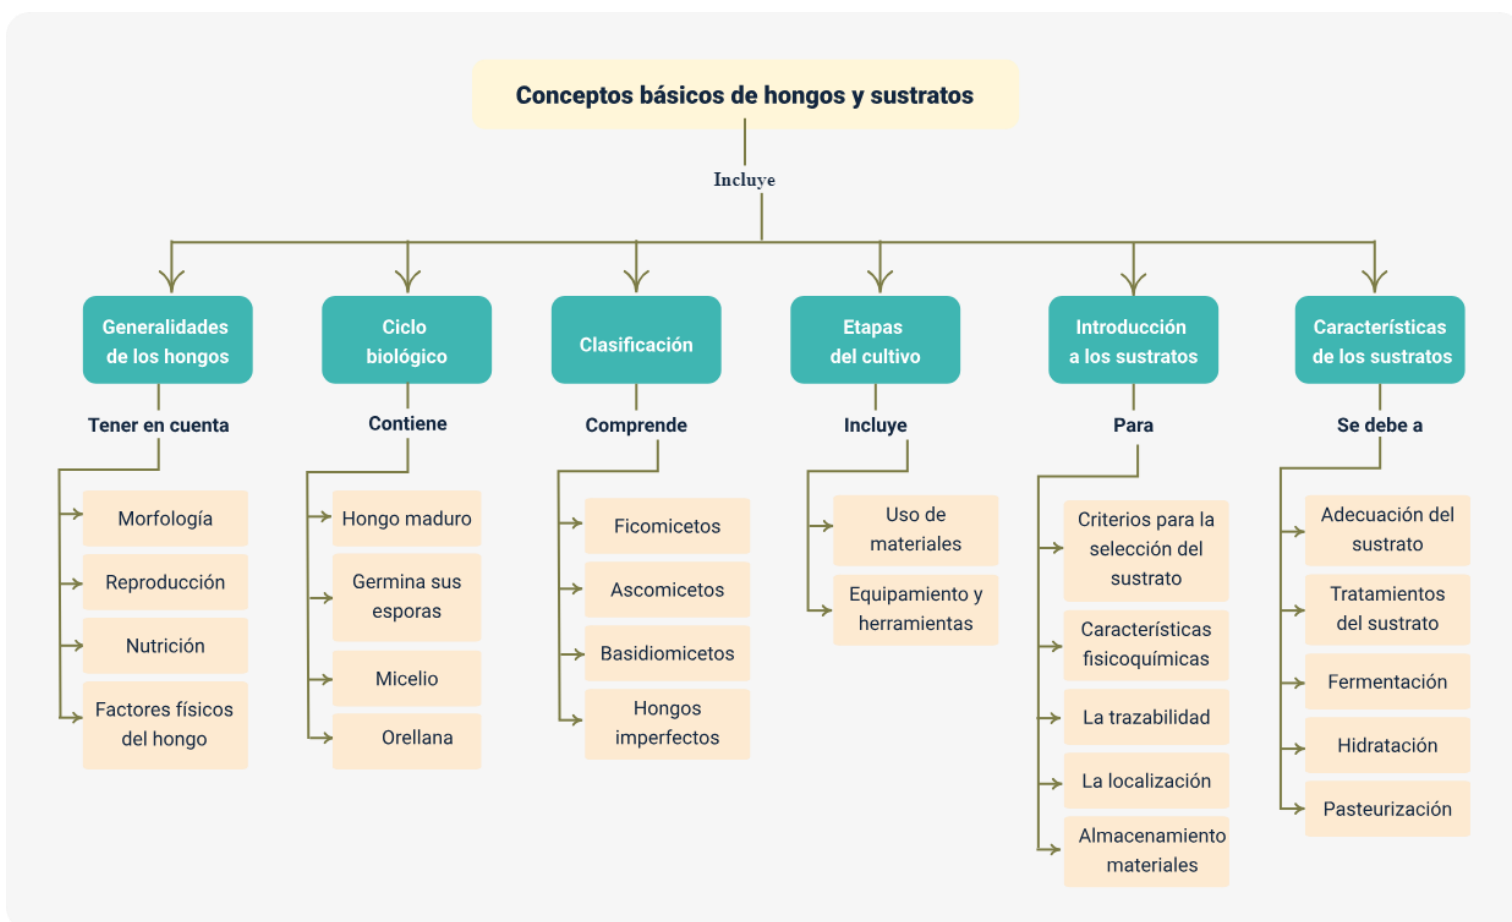 Conceptos básicos de hongos y sustratos
Incluye
Generalidades
de los hongos
Tener en cuenta
Morfología
Reproducción
Nutrición
Factores físicos
del hongo
Ciclo
biológico
Contiene
Hongo maduro
Germina sus
esporas
Micelio
Orellana
Clasificación
Comprende
Ficomicetos
Ascomicetos
Basidiomicetos
Hongos
imperfectos
Etapas
del cultivo
Incluye
Uso de
materiales
Equipamiento y
herramientas
Introducción
a los sustratos
Para
Criterios para la
selección del
sustrato
Características
fisicoquímicas
La trazabilidad
La localización
Almacenamiento
materiales
Características
de los sustratos
Se debe a
Adecuación del
sustrato
Tratamientos
del sustrato
Fermentación
Hidratación
Pasteurización